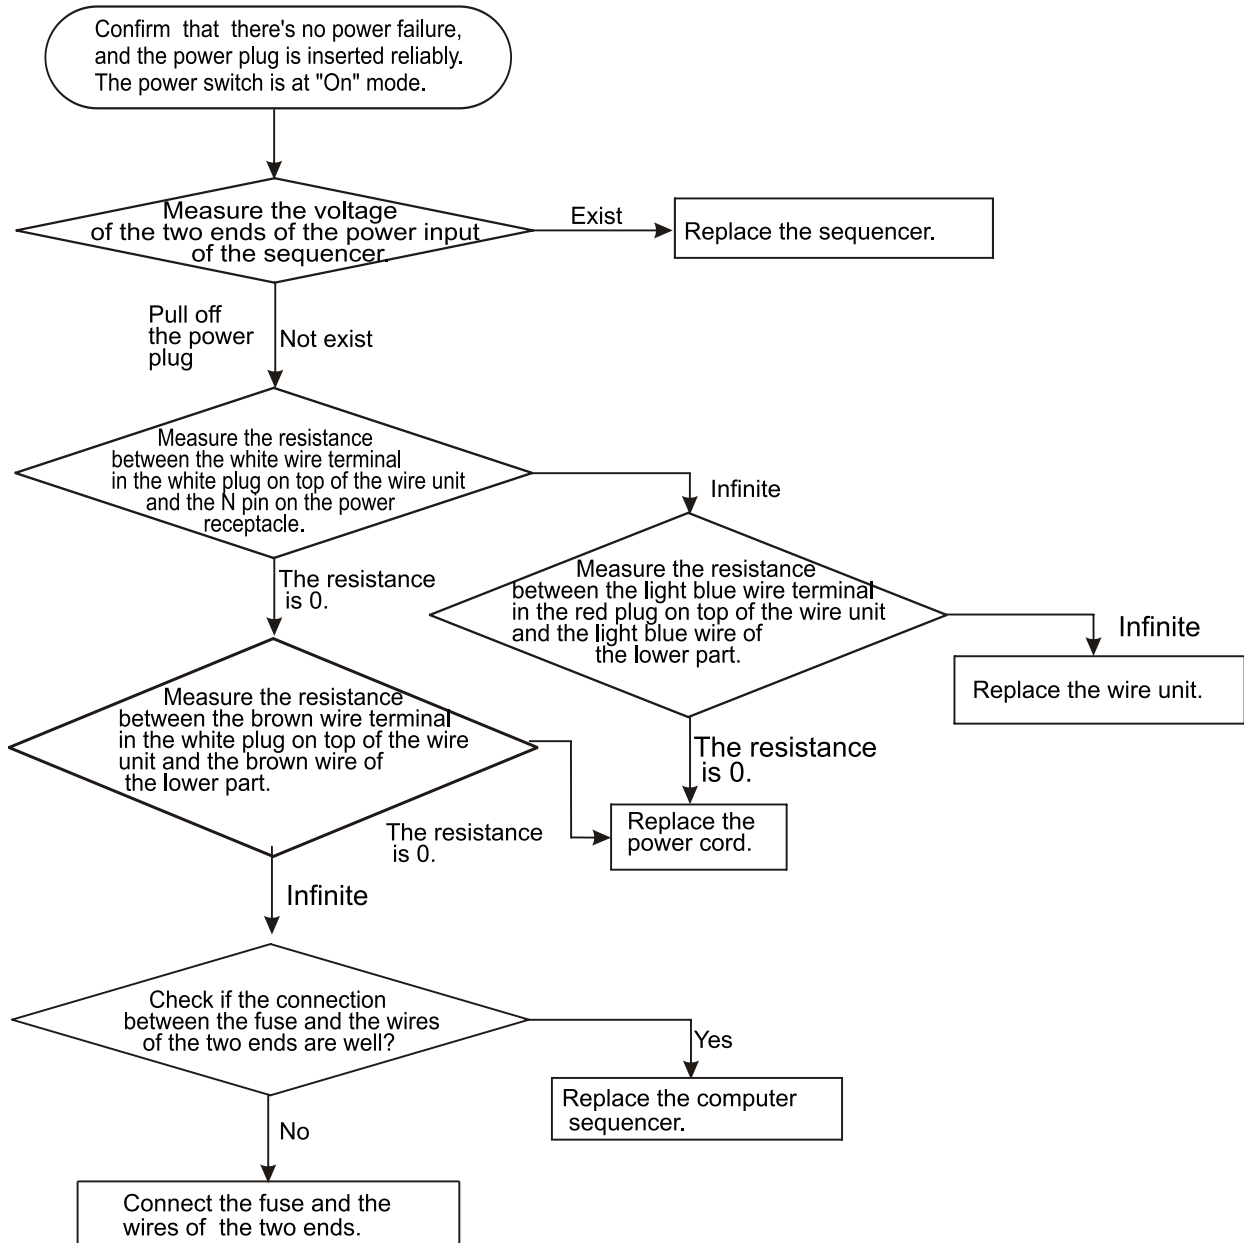 Confirm that there's no power failure,
and the power plug is inserted reliably.
The power switch is at "On" mode.
Measure the voltage
of the two ends of the power input
of the sequencer.
Exist
Replace the sequencer.
Pull off
the power
plug
Not exist
Measure the resistance
between the white wire terminal
in the white plug on top of the wire unit
and the N pin on the power
receptacle.
Infinite
The resistance
is 0.
Measure the resistance
between the light blue wire terminal
in the red plug on top of the wire unit
and the light blue wire of
the lower part.
Infinite
Replace the wire unit.
Measure the resistance
between the brown wire terminal
in the white plug on top of the wire
unit and the brown wire of
the lower part.
The resistance
is 0.
The resistance
is 0.
Replace the
power cord.
Infinite
Check if the connection
between the fuse and the wires
of the two ends are well?
Yes
Replace the computer
sequencer.
No
Connect the fuse and the
wires of the two ends.